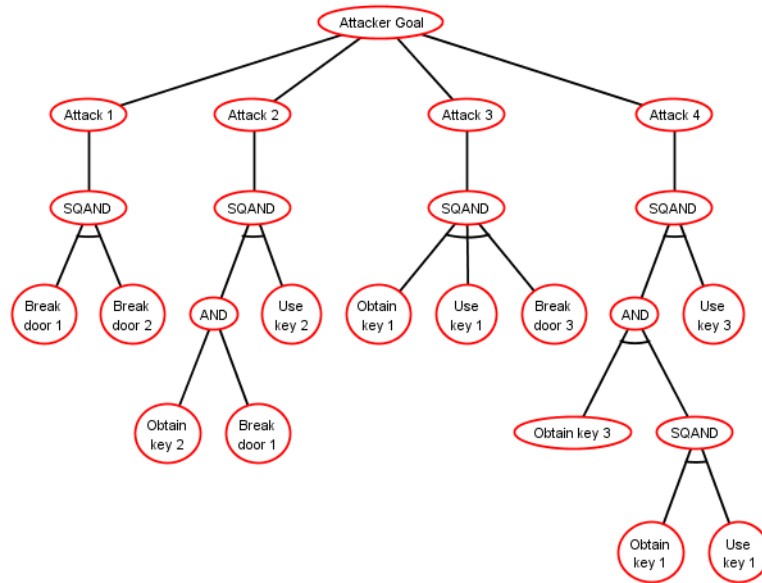 Attacker Goal
Attack 1
Attack 2
Attack 3
Attack 4
SQAND
SQAND
SQAND
SQAND
Break
door 1
Break
door 2
AND
Use
key 2
Obtain
key 1
Use
key 1
Break
door 3
AND
Use
key 3
Obtain
key 2
Break
door 1
Obtain key 3
SQAND
Obtain
key 1
Use
key 1